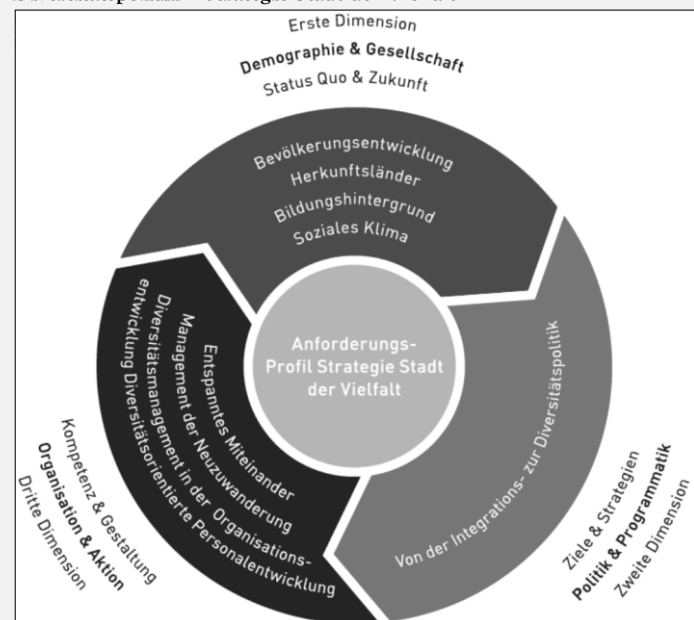 Erste Dimension
Demographie & Gesellschaft
Status Quo & Zukunft
Bevölkerungsentwicklung
Herkunftsländer
Bildungshintergrund
Soziales Klima
Anforderungs-
Profil Strategie Stadt
der Vielfalt
Von der Integrations- zur Diversitätspolitik
Ziele & Strategien
Politik & Programmatik
Zweite Dimension
Entspanntes Miteinander
Management der Neuzuwanderung
Diversitätsmanagement in der Organisations-
entwicklung Diversitätsorientierte Personalentwicklung
Kompetenz & Gestaltung
Organisation & Aktion
Dritte Dimension